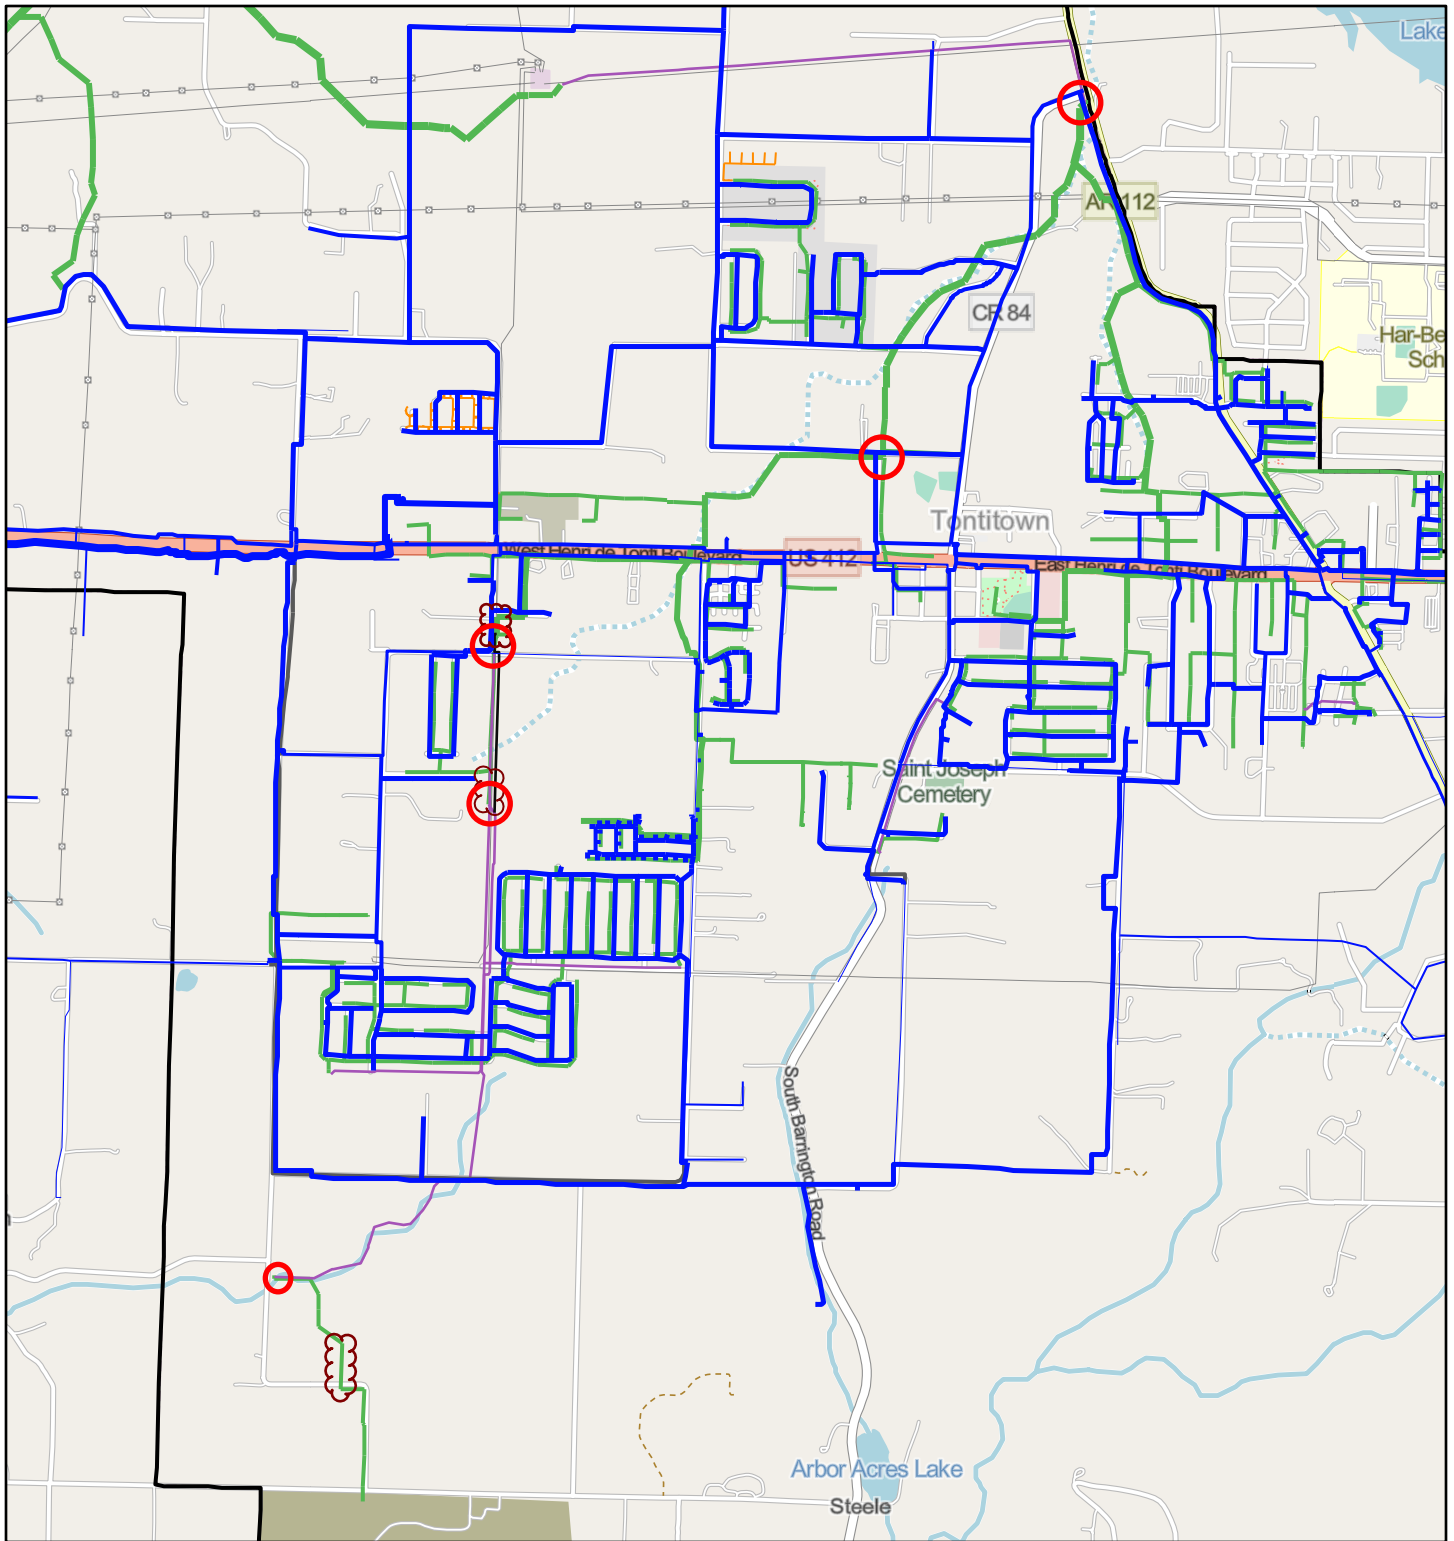 Lake
AR 112
CR 84
Har-Be
Sch
Tontitown
West Henri de Tonti Boulevard
US 412
East Henri de Tonti Boulevard
Saint Joseph
Cemetery
South Barrington Road
Arbor Acres Lake
Steele